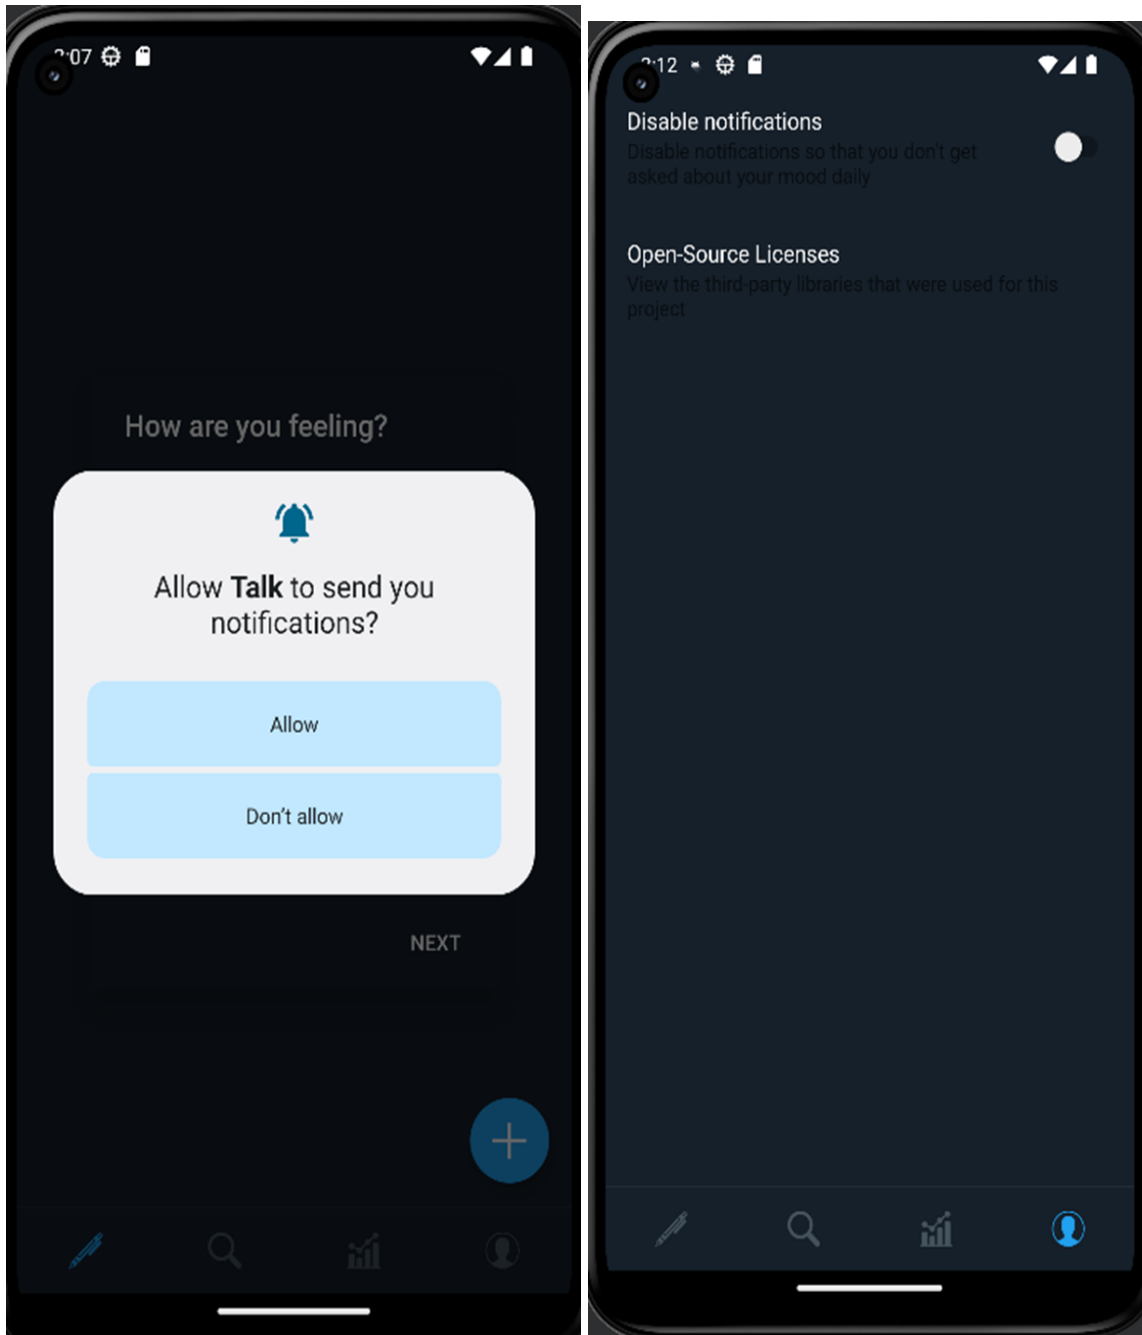 :07
How are you feeling?
Allow Talk to send you
notifications?
Allow
Don't allow
NEXT
:12
Disable notifications
Disable notifications so that you don't get
asked about your mood daily
Open-Source Licenses
View the third-party libraries that were used for this
project